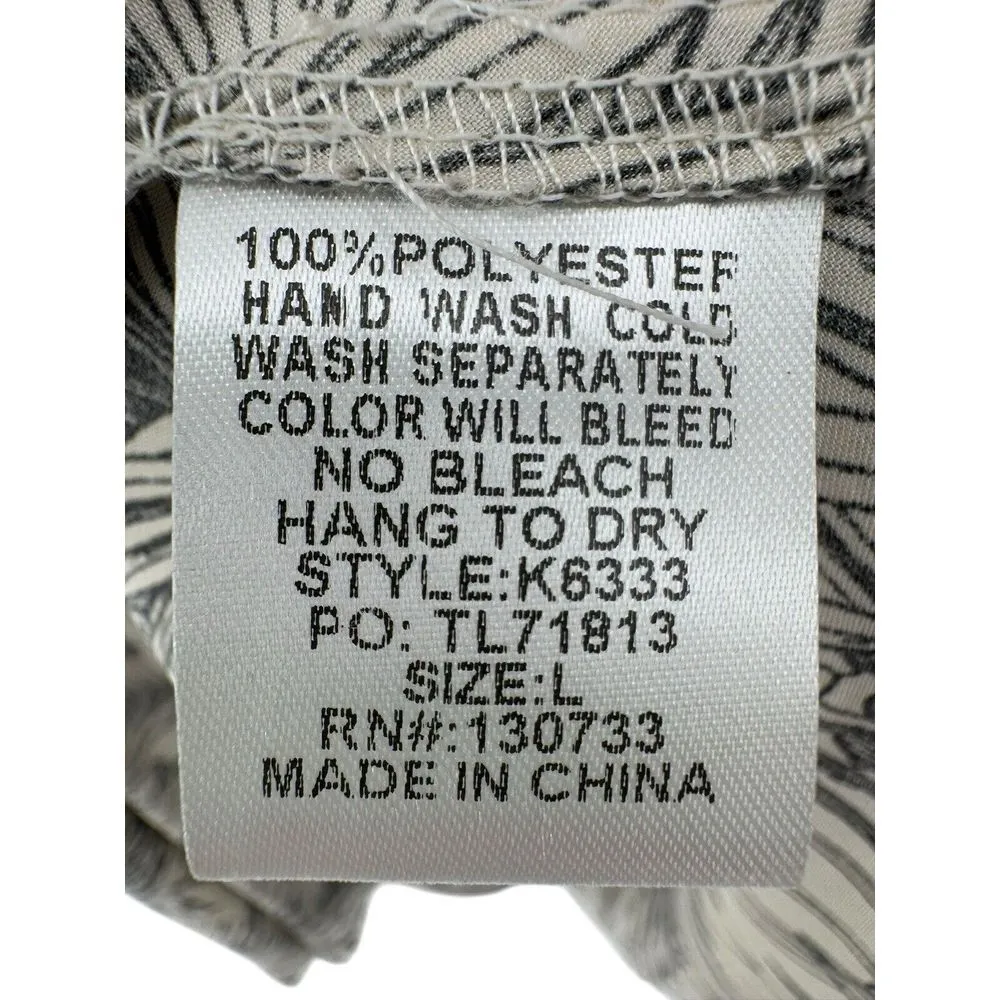 100%POLYESTER
HAND WASH COLD
WASH SEPARATELY
COLOR WILL BLEED
NO BLEACH
HANG TO DRY
STYLE:K6333
PO: TL71813
SIZE:L
RN#:130733
MADE IN CHINA